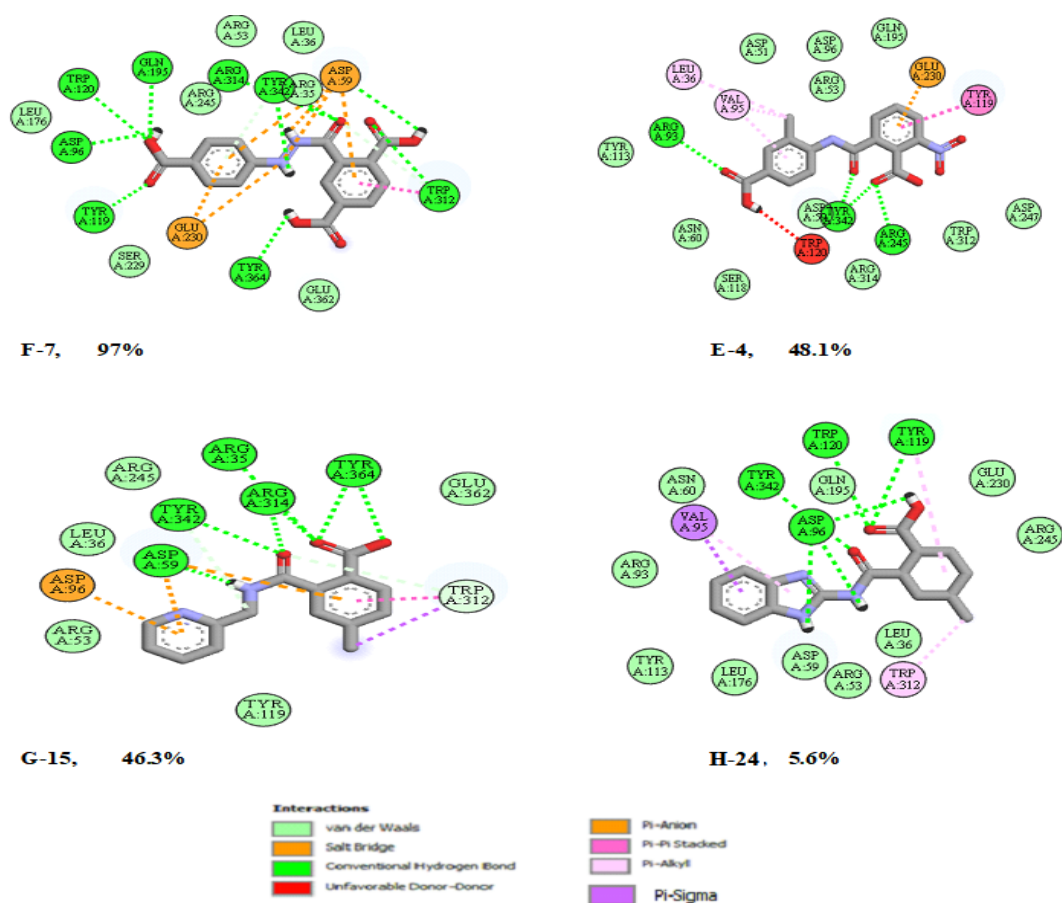 ARG
A:53
LEU
A:36
GLN
A:195
TRP
A:120
ARG
A:314
TYR
A:342
ARG
A:35
ASP
A:59
ARG
A:245
LEU
A:176
ASP
A:96
TYR
A:119
GLU
A:230
SER
A:229
TYR
A:364
GLU
A:362
TRP
A:312
F-7, 97%
ASP
A:51
ASP
A:96
GLN
A:195
LEU
A:36
VAL
A:95
ARG
A:53
GLU
A:230
TYR
A:119
ARG
A:93
TYR
A:113
TYR
A:342
ASN
A:60
TRP
A:120
ARG
A:245
TRP
A:312
ASP
A:247
SER
A:118
ARG
A:314
E-4, 48.1%
ARG
A:35
TYR
A:364
ARG
A:245
ARG
A:314
GLU
A:362
TYR
A:342
LEU
A:36
ASP
A:59
ASP
A:96
TRP
A:312
ARG
A:53
TYR
A:119
G-15, 46.3%
TRP
A:120
TYR
A:119
ASN
A:60
TYR
A:342
GLN
A:195
GLU
A:230
VAL
A:95
ASP
A:96
ARG
A:245
ARG
A:93
LEU
A:36
TYR
A:113
LEU
A:176
ASP
A:59
ARG
A:53
TRP
A:312
H-24, 5.6%
Interactions
van der Waals
Salt Bridge
Conventional Hydrogen Bond
Unfavorable Donor-Donor
Pi-Anion
Pi-Pi Stacked
Pi-Alkyl
Pi-Sigma